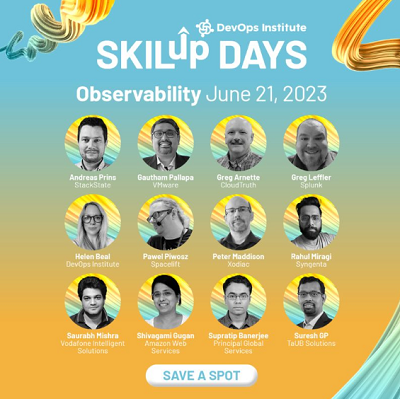 DevOps Institute
SKILup DAYS
Observability June 21, 2023
Andreas Prins
StackState
Gautham Pallapa
VMware
Greg Arnette
CloudTruth
Greg Leffler
Splunk
Helen Beal
DevOps Institute
Pawel Piwosz
Spacelift
Peter Maddison
Xodiac
Rahul Miragi
Syngenta
Saurabh Mishra
Vodafone Intelligent
Solutions
Shivagami Gugan
Amazon Web
Services
Supratip Banerjee
Principal Global
Services
Suresh GP
TaUB Solutions
SAVE A SPOT